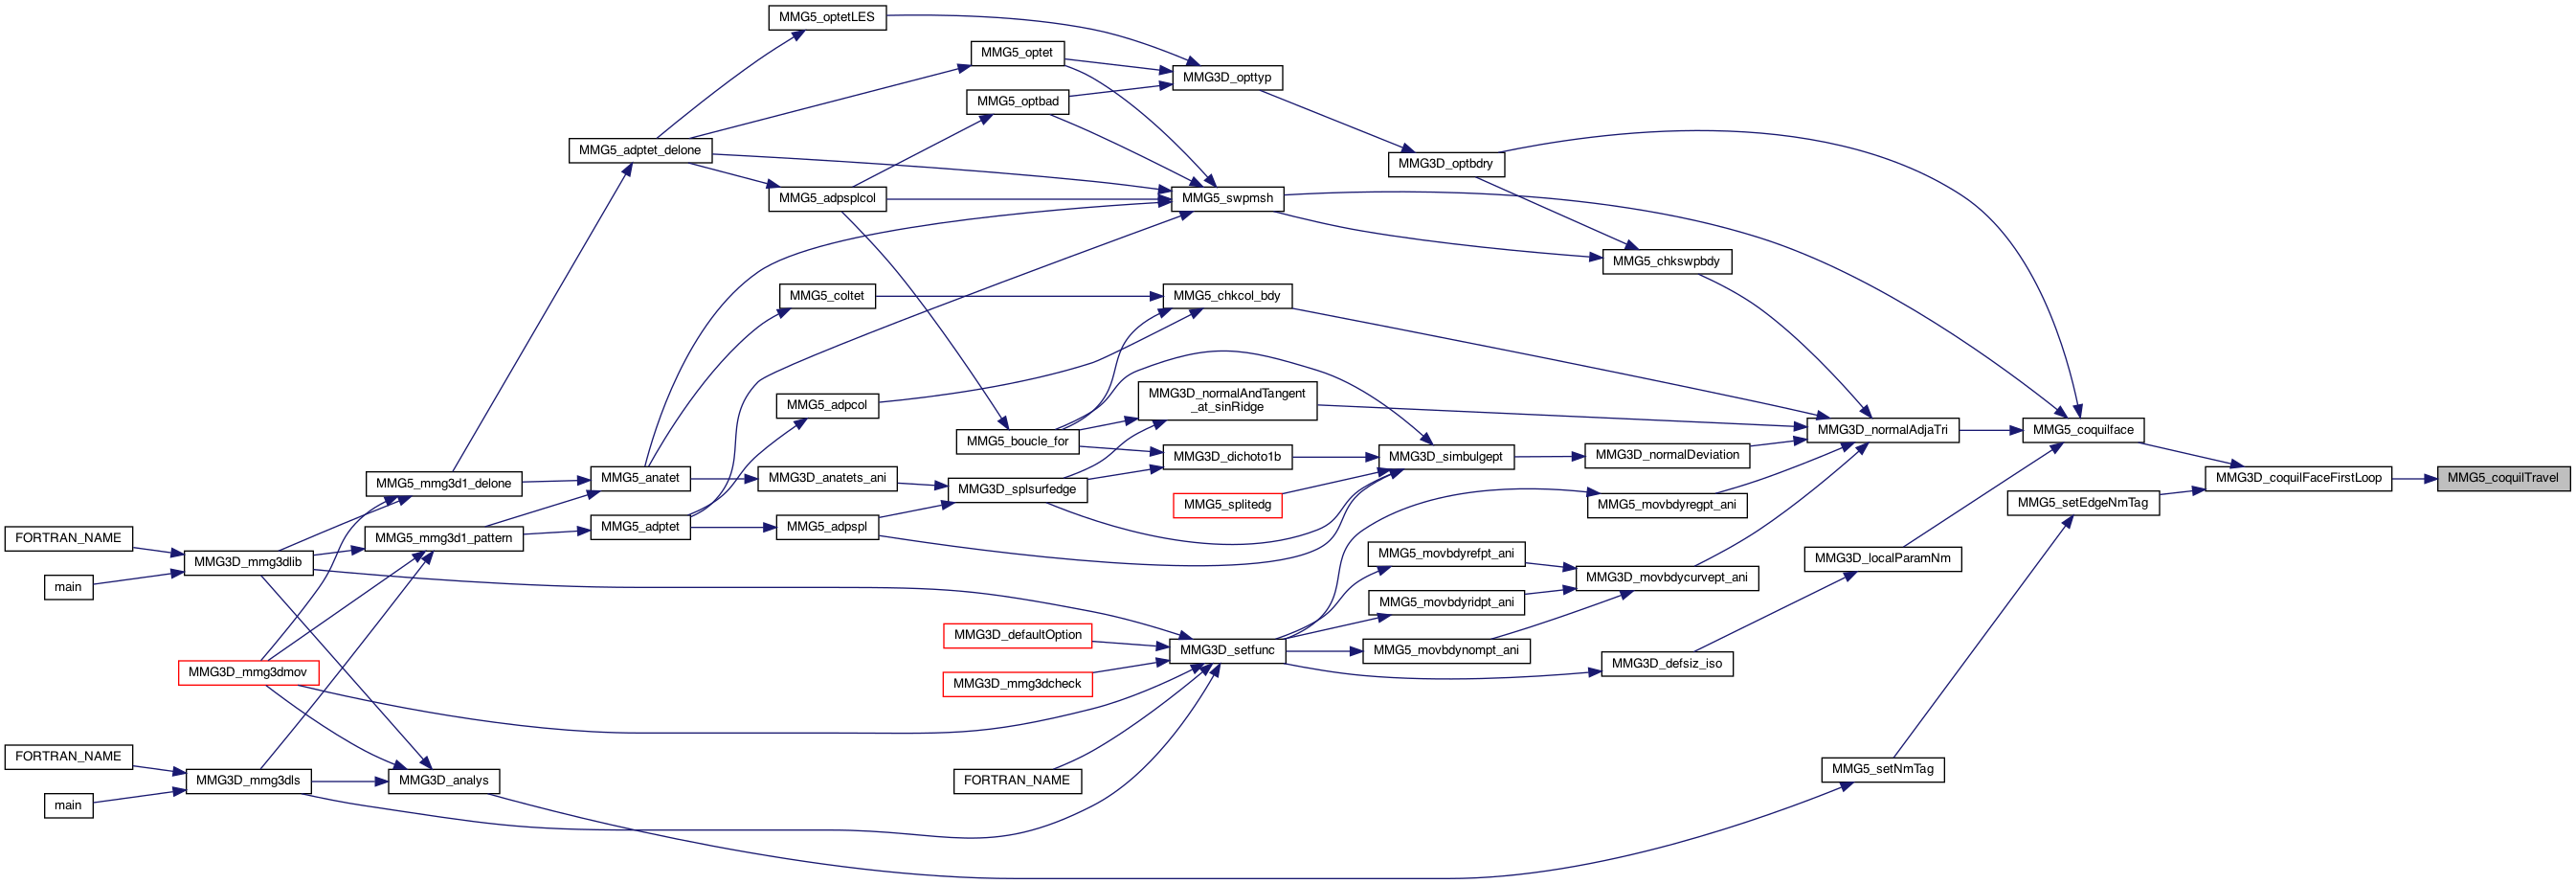 MMG5_optetLES
MMG5_optet
MMG3D_opttyp
MMG5_optbad
MMG5_adptet_delone
MMG3D_optbdry
MMG5_adpsplcol
MMG5_swpmsh
MMG5_chkswpbdy
MMG5_coltet
MMG5_chkcol_bdy
MMG5_adpcol
MMG3D_normalAndTangent
_at_sinRidge
MMG5_boucle_for
MMG3D_normalAdjaTri
MMG5_coquilface
MMG3D_dichoto1b
MMG3D_simbulgept
MMG3D_normalDeviation
MMG5_mmg3d1_delone
MMG5_anatet
MMG3D_anatets_ani
MMG3D_splsurfedge
MMG3D_coquilFaceFirstLoop
MMG5_coquilTravel
MMG5_splitedg
MMG5_movbdyregpt_ani
MMG5_setEdgeNmTag
FORTRAN_NAME
MMG5_mmg3d1_pattern
MMG5_adptet
MMG5_adpspl
MMG3D_mmg3dlib
MMG5_movbdyrefpt_ani
MMG3D_localParamNm
main
MMG3D_movbdycurvept_ani
MMG5_movbdyridpt_ani
MMG3D_defaultOption
MMG3D_setfunc
MMG5_movbdynompt_ani
MMG3D_defsiz_iso
MMG3D_mmg3dmov
MMG3D_mmg3dcheck
FORTRAN_NAME
MMG3D_mmg3dls
MMG3D_analys
FORTRAN_NAME
MMG5_setNmTag
main